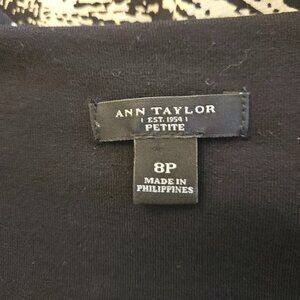 ANN TAYLOR
EST. 1954
PETITE
8P
MADE IN
PHILIPPINES